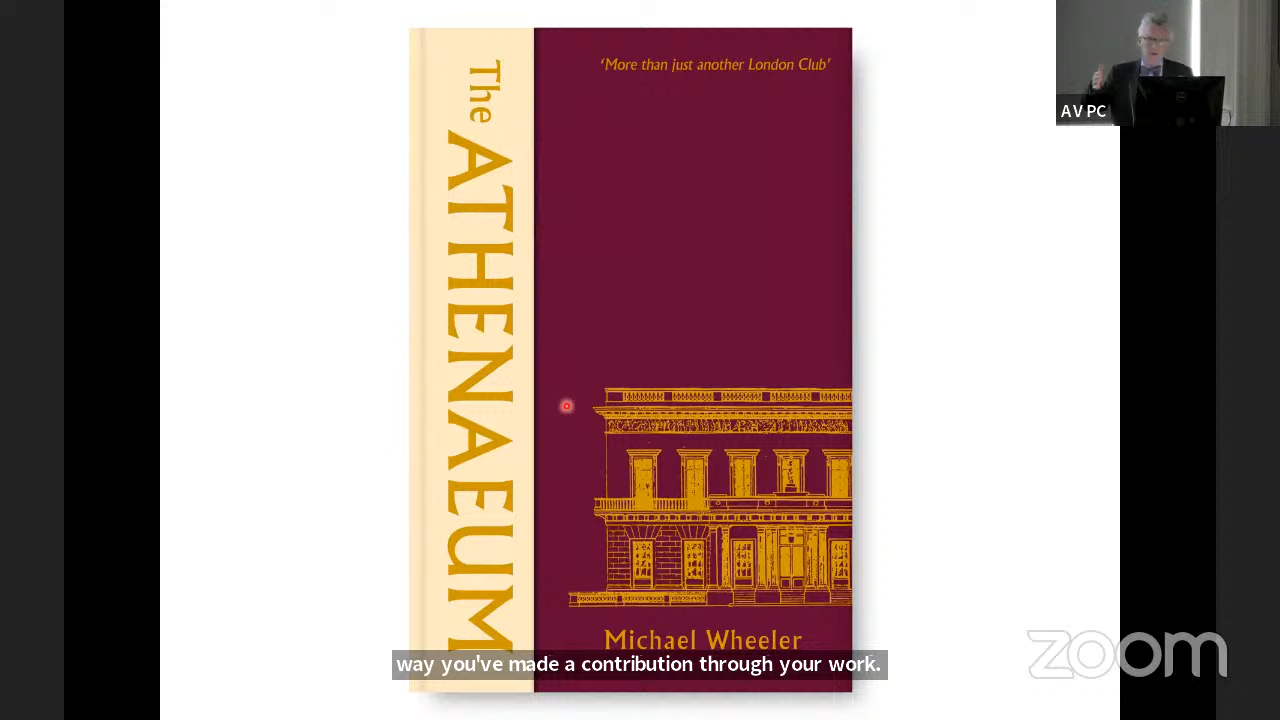 'More than just another London Club'
The ATHENAEUM
Michael Wheeler
way you've made a contribution through your work.
AV PC
zoom